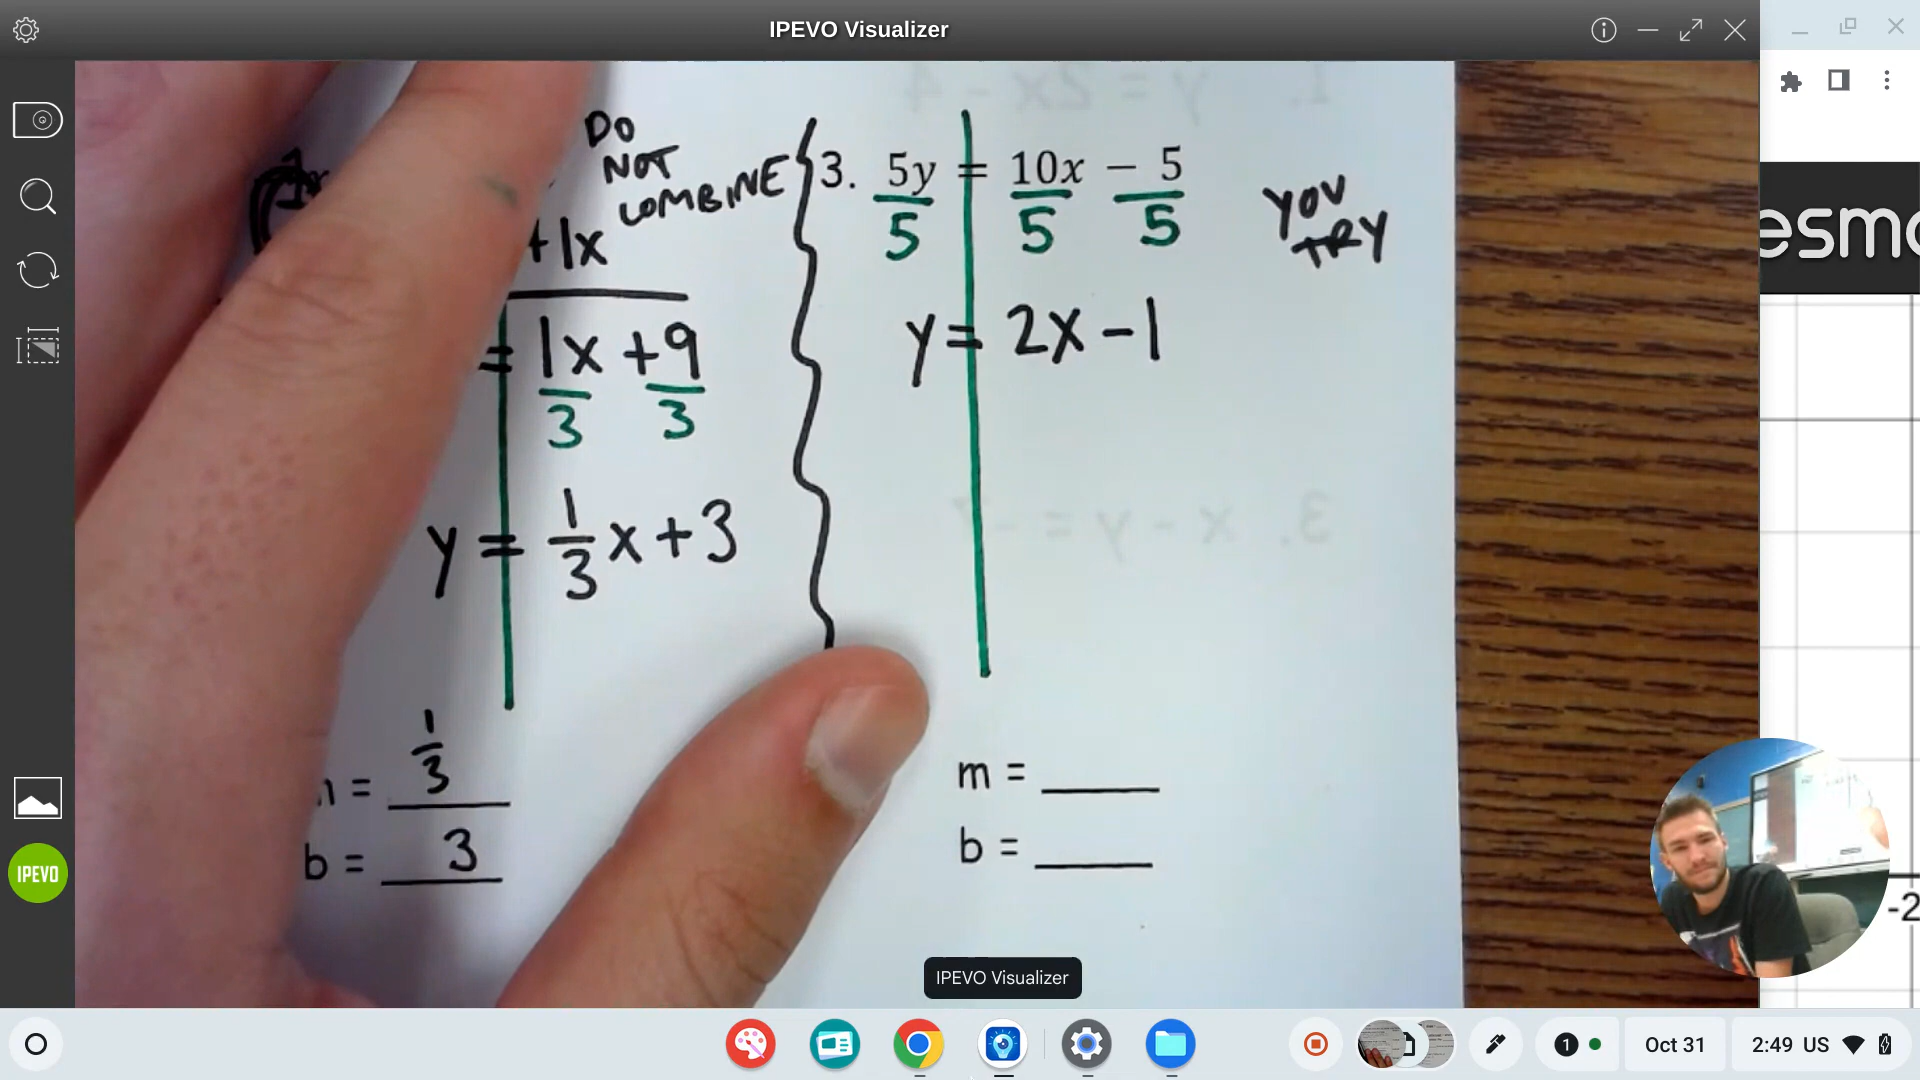 IPEVO Visualizer
DO
NOT
COMBINE
+1x
= 1x +9
3 3
y = 1/3 x + 3
m = 1/3
b = 3
3. 5y = 10x − 5
5 5 5
YOU
TRY
y = 2x - 1
m = ____
b = ____
IPEVO
IPEVO Visualizer
esmo
-2
1
Oct 31
2:49 US